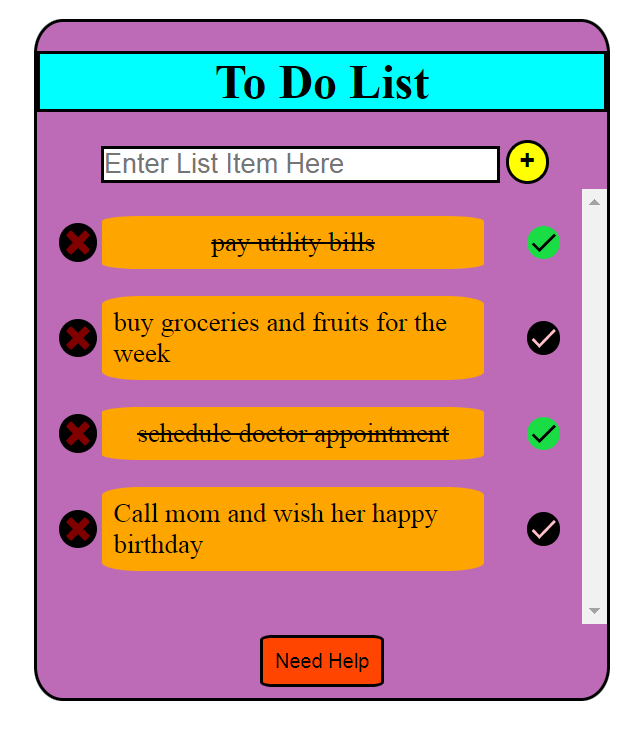 To Do List
Enter List Item Here
+
pay utility bills
buy groceries and fruits for the
week
schedule doctor appointment
Call mom and wish her happy
birthday
Need Help